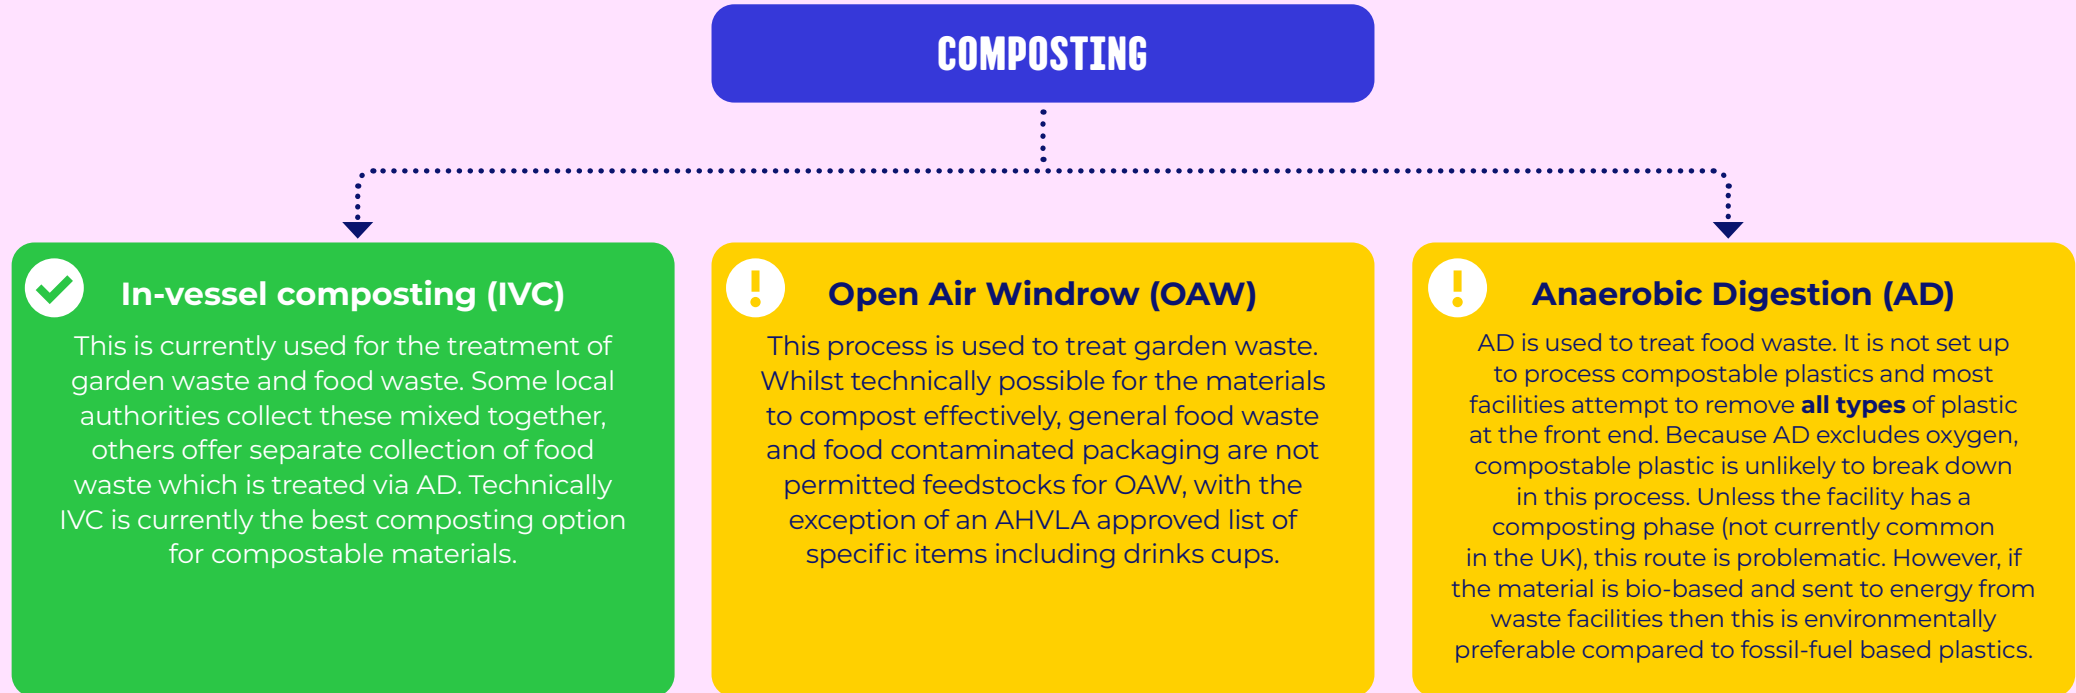 COMPOSTING
In-vessel composting (IVC)
This is currently used for the treatment of
garden waste and food waste. Some local
authorities collect these mixed together,
others offer separate collection of food
waste which is treated via AD. Technically
IVC is currently the best composting option
for compostable materials.
Open Air Windrow (OAW)
This process is used to treat garden waste.
Whilst technically possible for the materials
to compost effectively, general food waste
and food contaminated packaging are not
permitted feedstocks for OAW, with the
exception of an AHVLA approved list of
specific items including drinks cups.
Anaerobic Digestion (AD)
AD is used to treat food waste. It is not set up
to process compostable plastics and most
facilities attempt to remove all types of plastic
at the front end. Because AD excludes oxygen,
compostable plastic is unlikely to break down
in this process. Unless the facility has a
composting phase (not currently common
in the UK), this route is problematic. However, if
the material is bio-based and sent to energy from
waste facilities then this is environmentally
preferable compared to fossil-fuel based plastics.